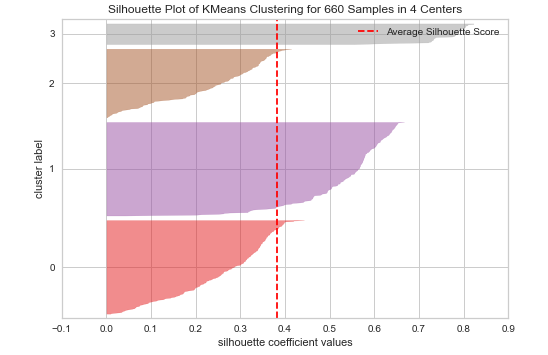 Silhouette Plot of KMeans Clustering for 660 Samples in 4 Centers
Average Silhouette Score
3
2
1
0
cluster label
−0.1 0.0 0.1 0.2 0.3 0.4 0.5 0.6 0.7 0.8 0.9
silhouette coefficient values